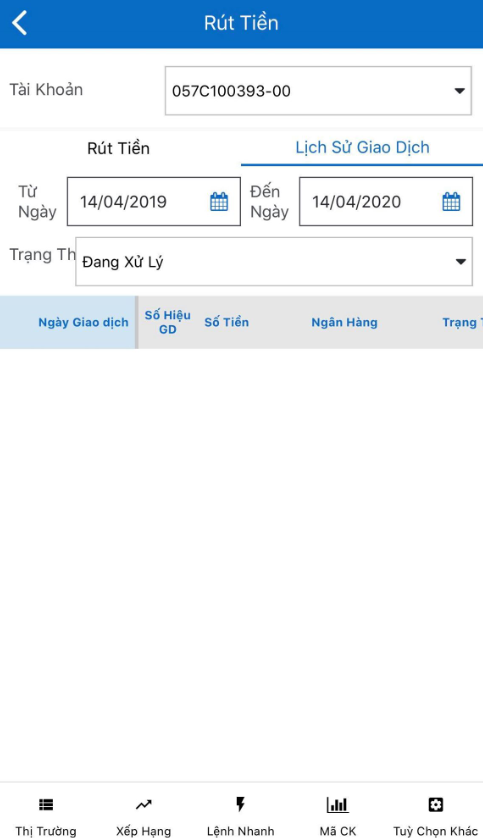 Rút Tiền
Tài Khoản
057C100393-00
Rút Tiền
Lịch Sử Giao Dịch
Từ Ngày
14/04/2019
Đến Ngày
14/04/2020
Trạng Th
Đang Xử Lý
Ngày Giao dịch
Số Hiệu GD
Số Tiền
Ngân Hàng
Trạng T
Thị Trường
Xếp Hạng
Lệnh Nhanh
Mã CK
Tuỳ Chọn Khác